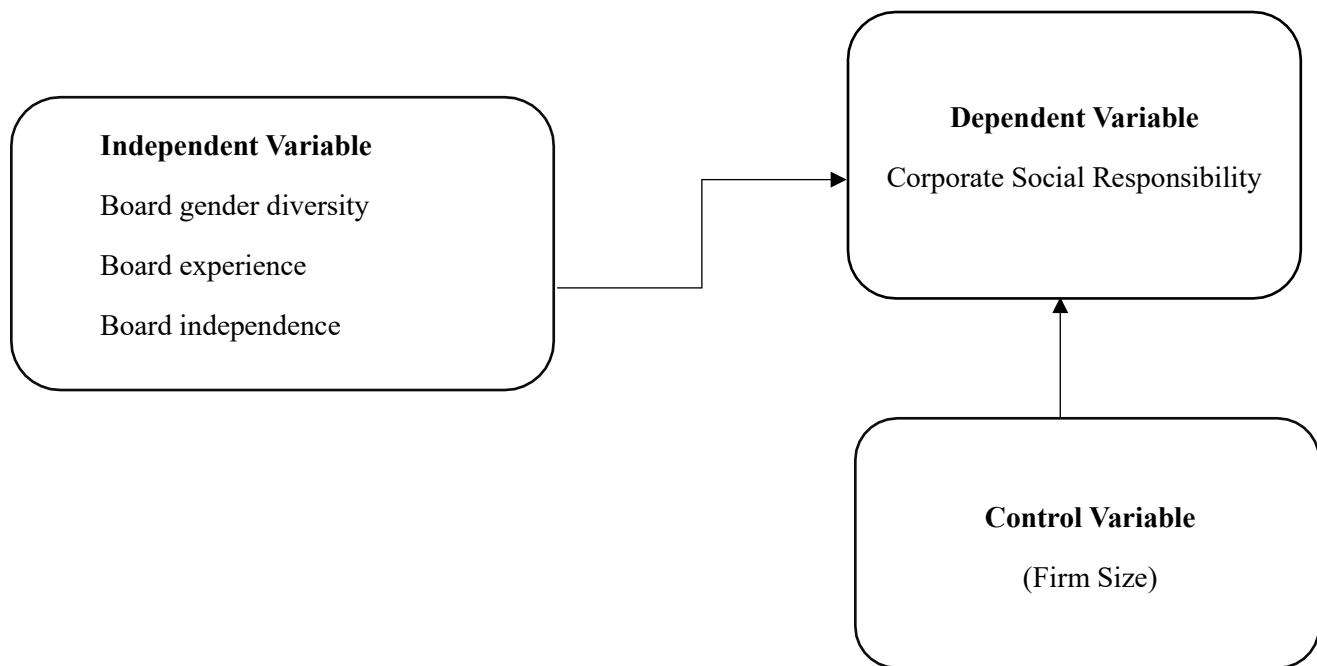 Independent Variable
Board gender diversity
Board experience
Board independence
Dependent Variable
Corporate Social Responsibility
Control Variable
(Firm Size)